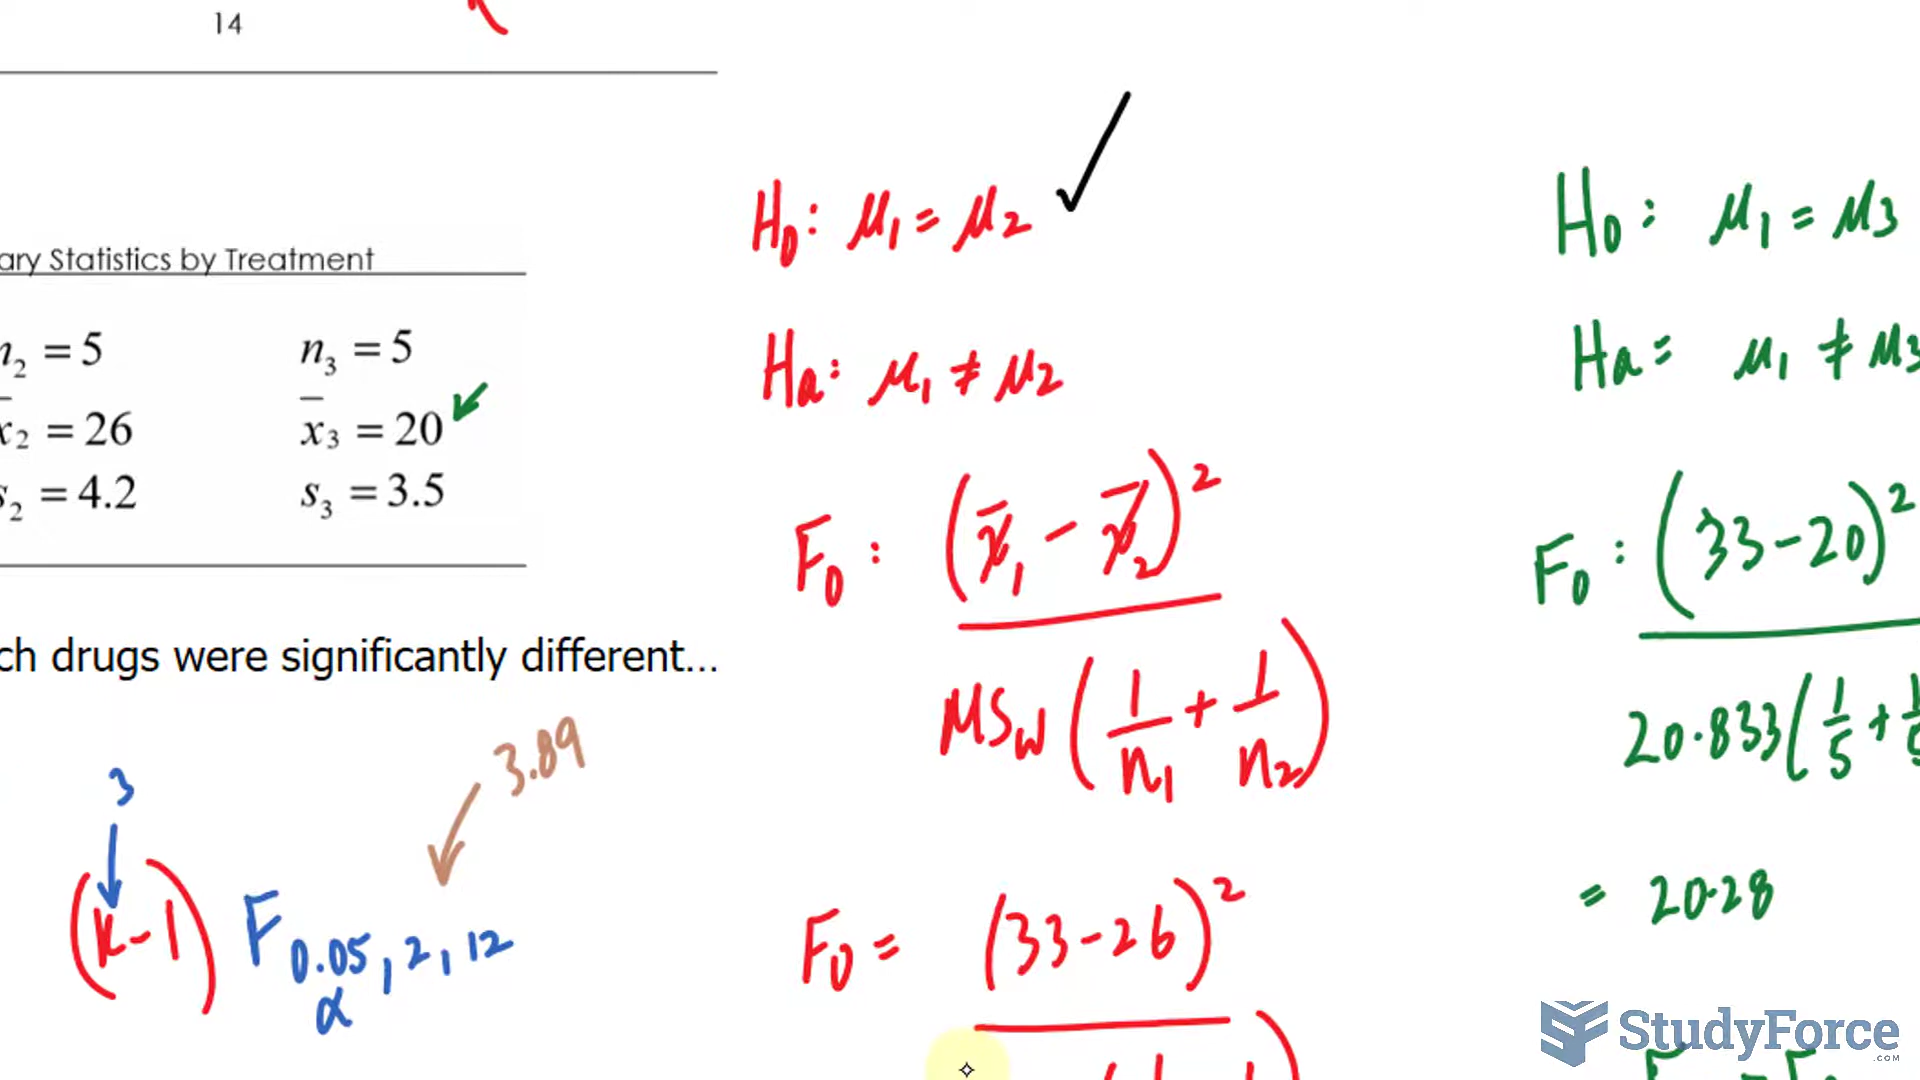 14
ary Statistics by Treatment
n₂ = 5
n₃ = 5
x̄₂ = 26
x̄₃ = 20
s₂ = 4.2
s₃ = 3.5
ch drugs were significantly different...
3
(k-1) F 0.05, 2, 12
α
3.89
H₀: μ₁ = μ₂ ✓
Ha: μ₁ ≠ μ₂
F₀: (x̄₁ - x̄₂)²
MSw (1/n₁ + 1/n₂)
F₀ = (33-26)²
H₀: μ₁ = μ₃
Ha: μ₁ ≠ μ₃
F₀: (33-20)²
20.833(1/5 + 1/5
= 20.28
StudyForce
.COM